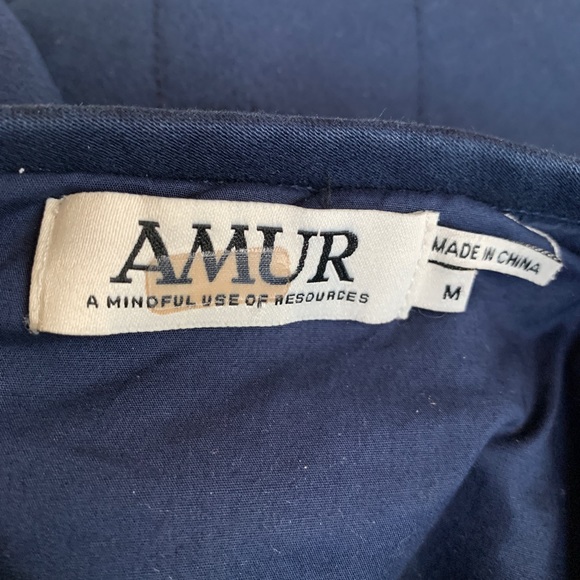 AMUR
A MINDFUL USE OF RESOURCES
MADE IN CHINA
M